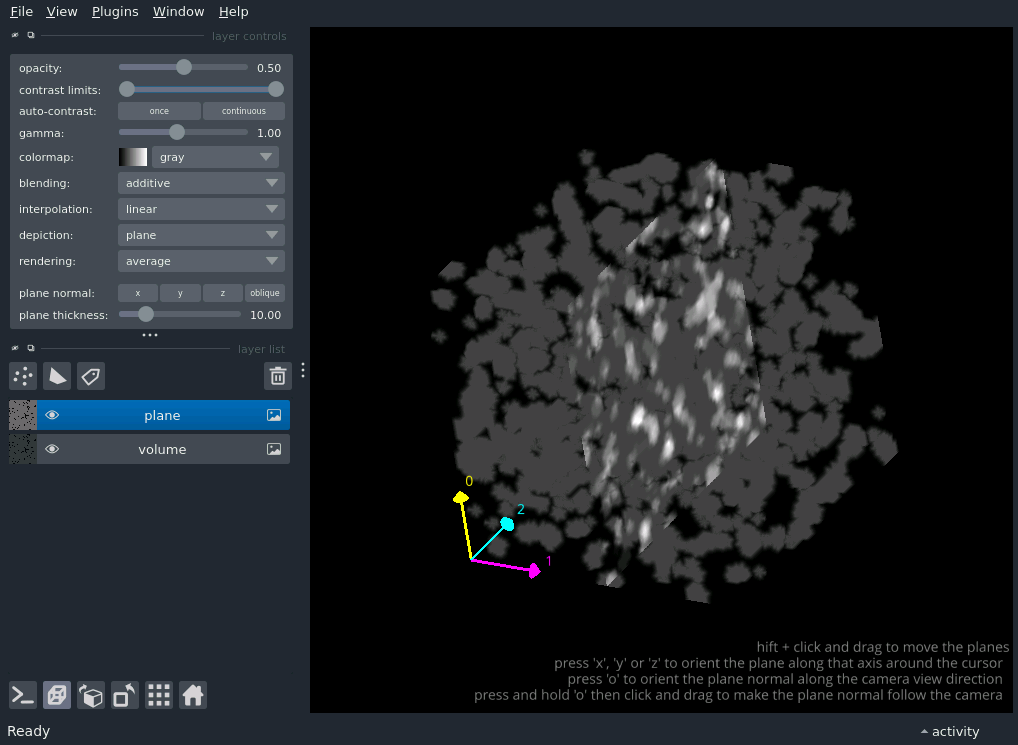 File View Plugins Window Help
layer controls
opacity: 0.50
contrast limits:
auto-contrast: once continuous
gamma: 1.00
colormap: gray
blending: additive
interpolation: linear
depiction: plane
rendering: average
plane normal: x y z oblique
plane thickness: 10.00
layer list
plane
volume
0
2
1
hift + click and drag to move the planes
press 'x', 'y' or 'z' to orient the plane along that axis around the cursor
press 'o' to orient the plane normal along the camera view direction
press and hold 'o' then click and drag to make the plane normal follow the camera
Ready
activity